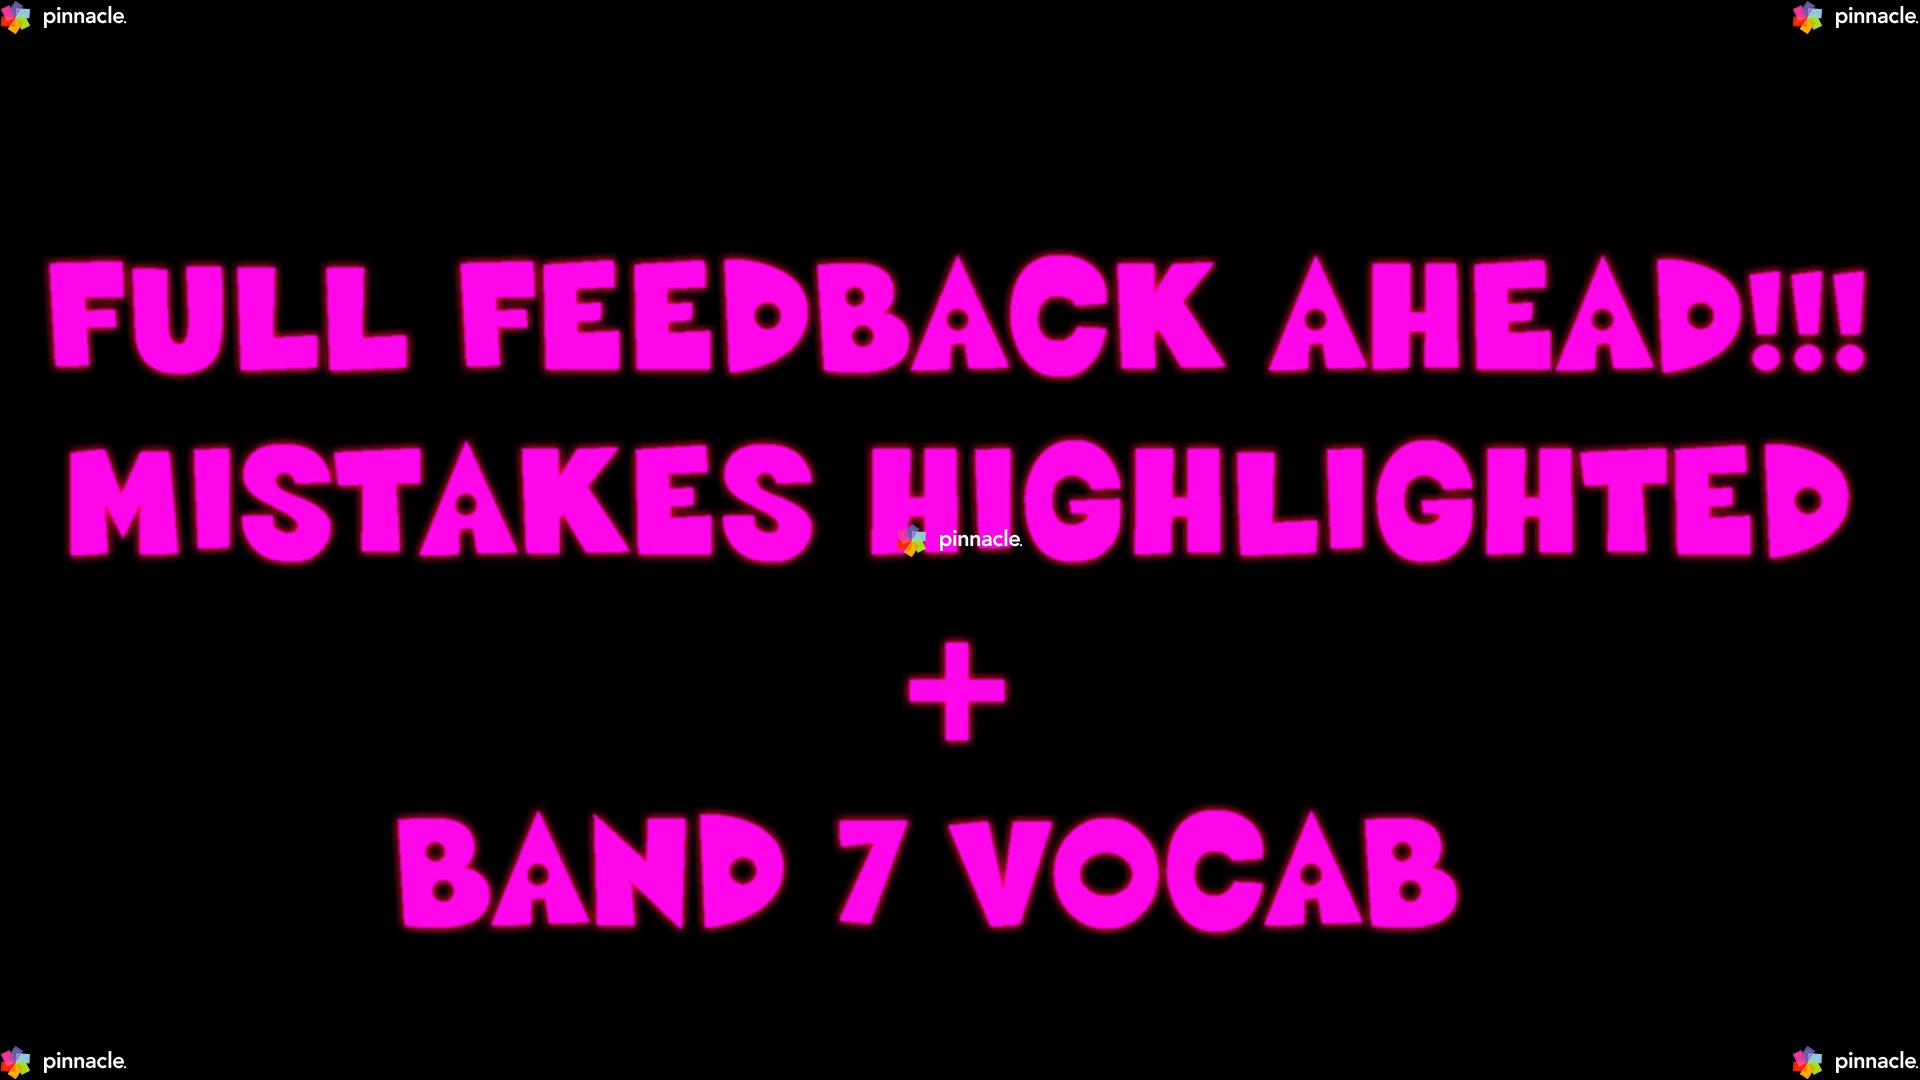 pinnacle.
pinnacle.
FULL FEEDBACK AHEAD!!!
MISTAKES HIGHLIGHTED
pinnacle.
+
BAND 7 VOCAB
pinnacle.
pinnacle.